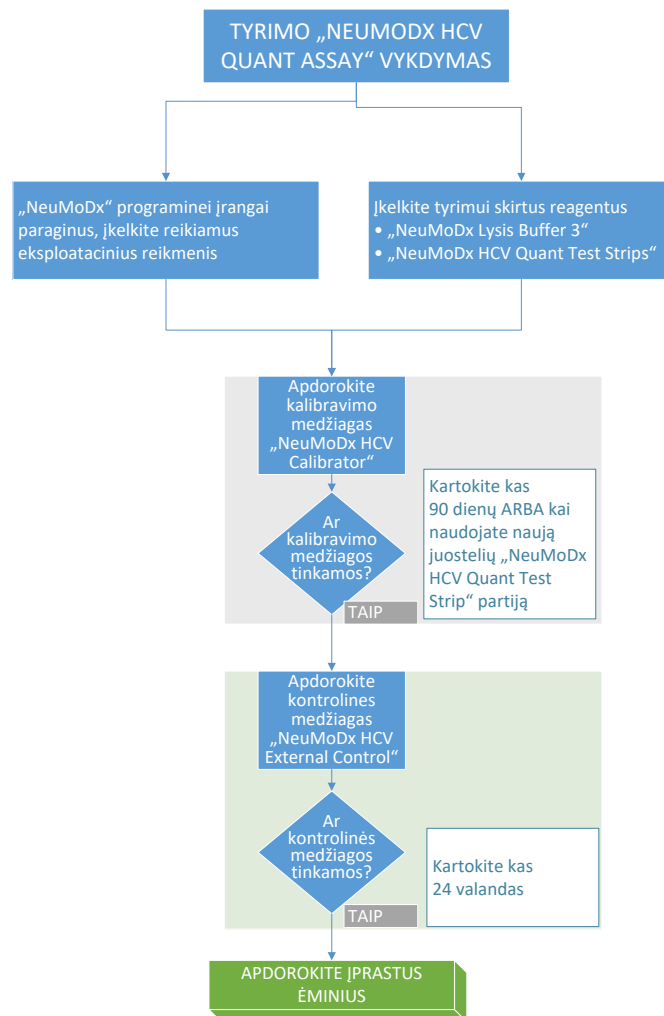 TYRIMO „NEUMODX HCV
QUANT ASSAY“ VYKDYMAS
„NeuMoDx“ programinei įrangai
paraginus, įkelkite reikiamus
eksploatacinius reikmenis
Įkelkite tyrimui skirtus reagentus
• „NeuMoDx Lysis Buffer 3“
• „NeuMoDx HCV Quant Test Strips“
Apdorokite
kalibravimo
medžiagas
„NeuMoDx HCV
Calibrator“
Ar
kalibravimo
medžiagos
tinkamos?
TAIP
Kartokite kas
90 dienų ARBA kai
naudojate naują
juostelių „NeuMoDx
HCV Quant Test
Strip“ partiją
Apdorokite
kontrolines
medžiagas
„NeuMoDx HCV
External Control“
Ar
kontrolinės
medžiagos
tinkamos?
TAIP
Kartokite kas
24 valandas
APDOROKITE ĮPRASTUS
ĖMINIUS